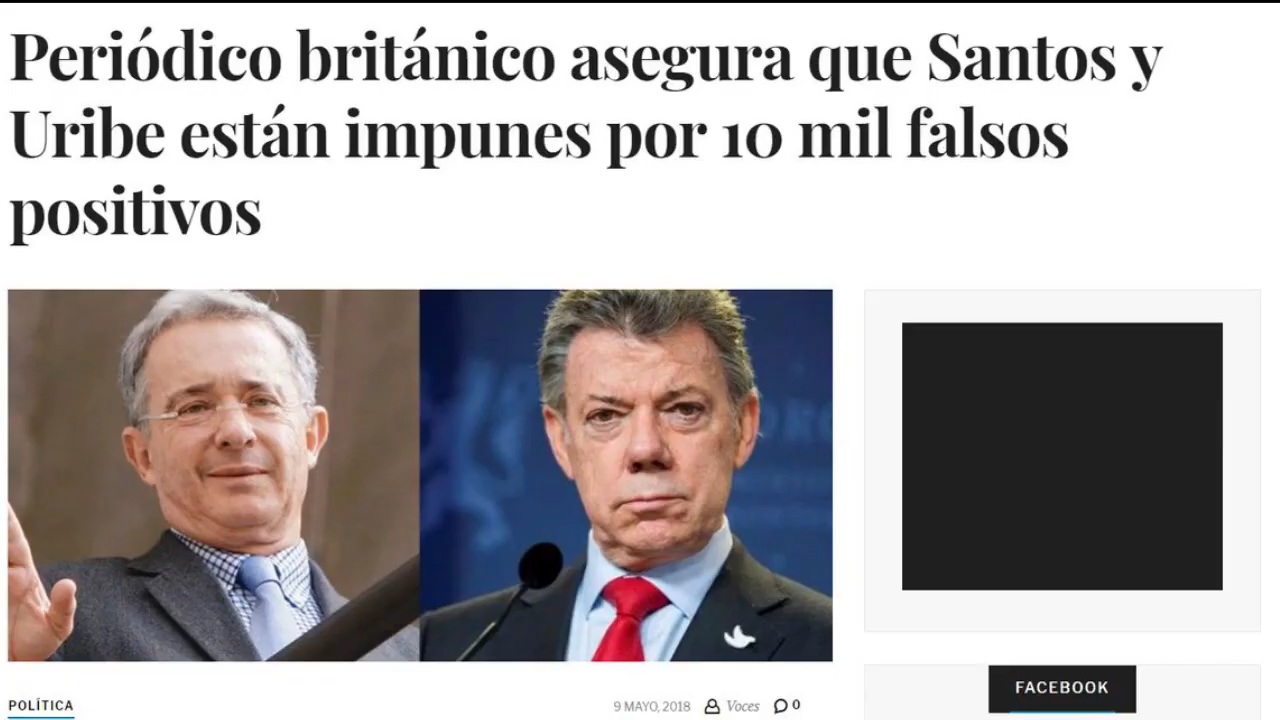 Periódico británico asegura que Santos y
Uribe están impunes por 10 mil falsos
positivos
POLÍTICA
9 MAYO, 2018 Voces 0
FACEBOOK